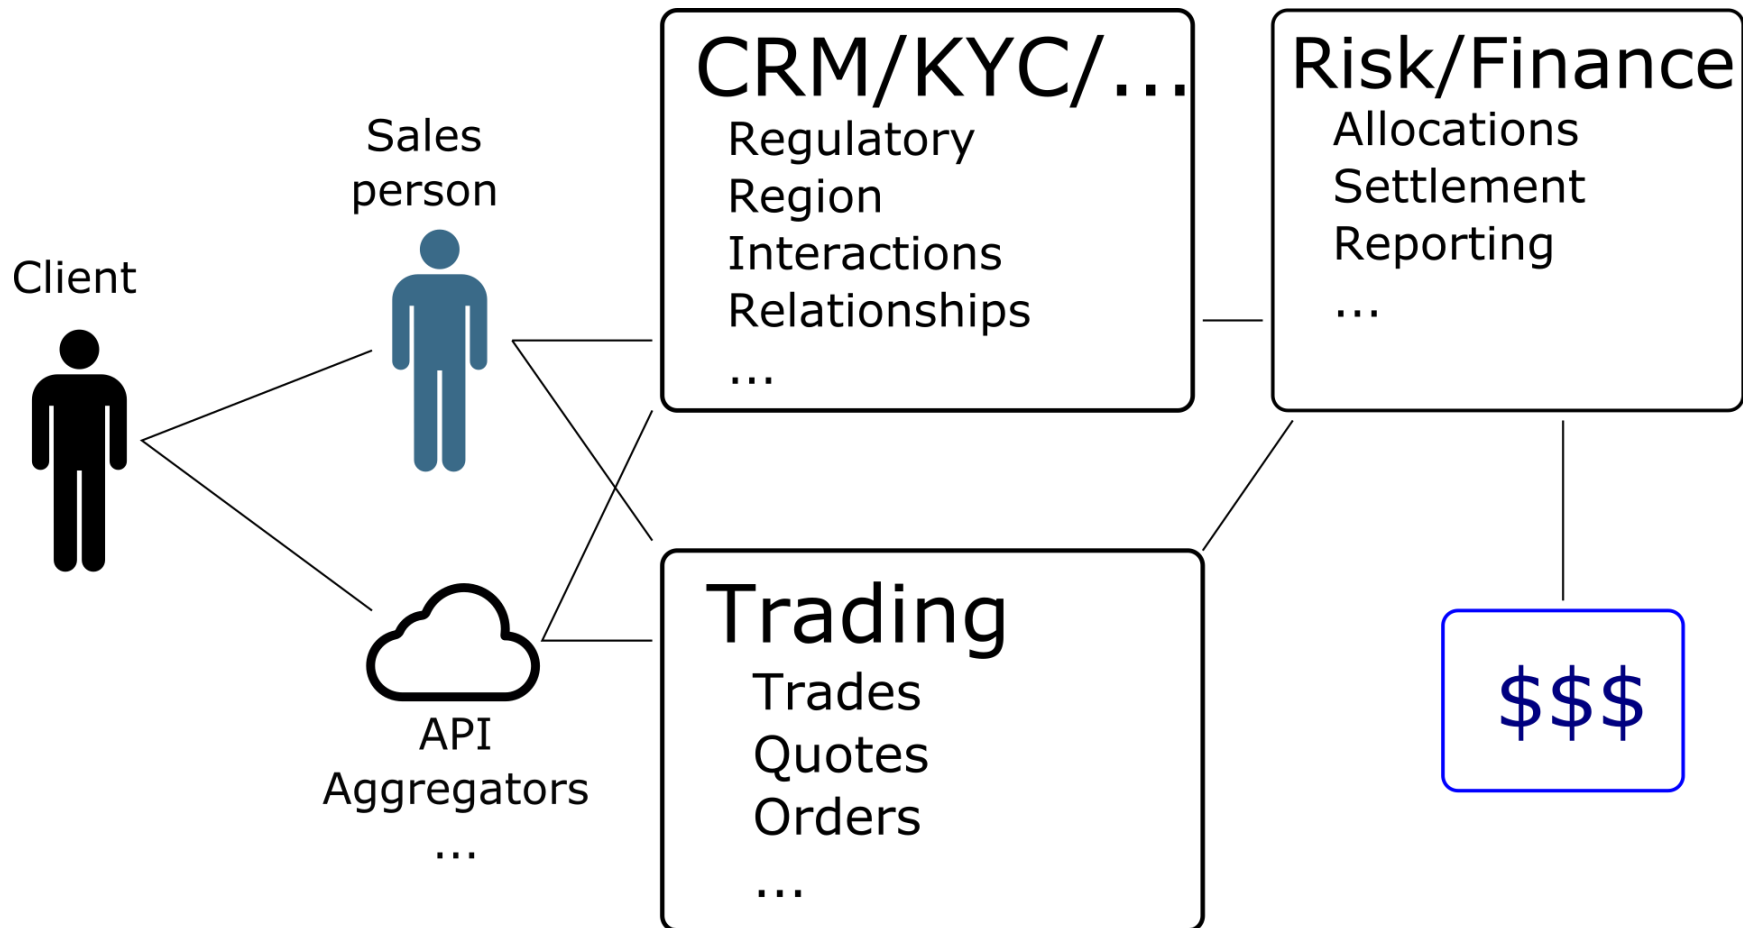 Client
Sales
person
API
Aggregators
...
CRM/KYC/...
Regulatory
Region
Interactions
Relationships
...
Trading
Trades
Quotes
Orders
...
Risk/Finance
Allocations
Settlement
Reporting
...
$$$